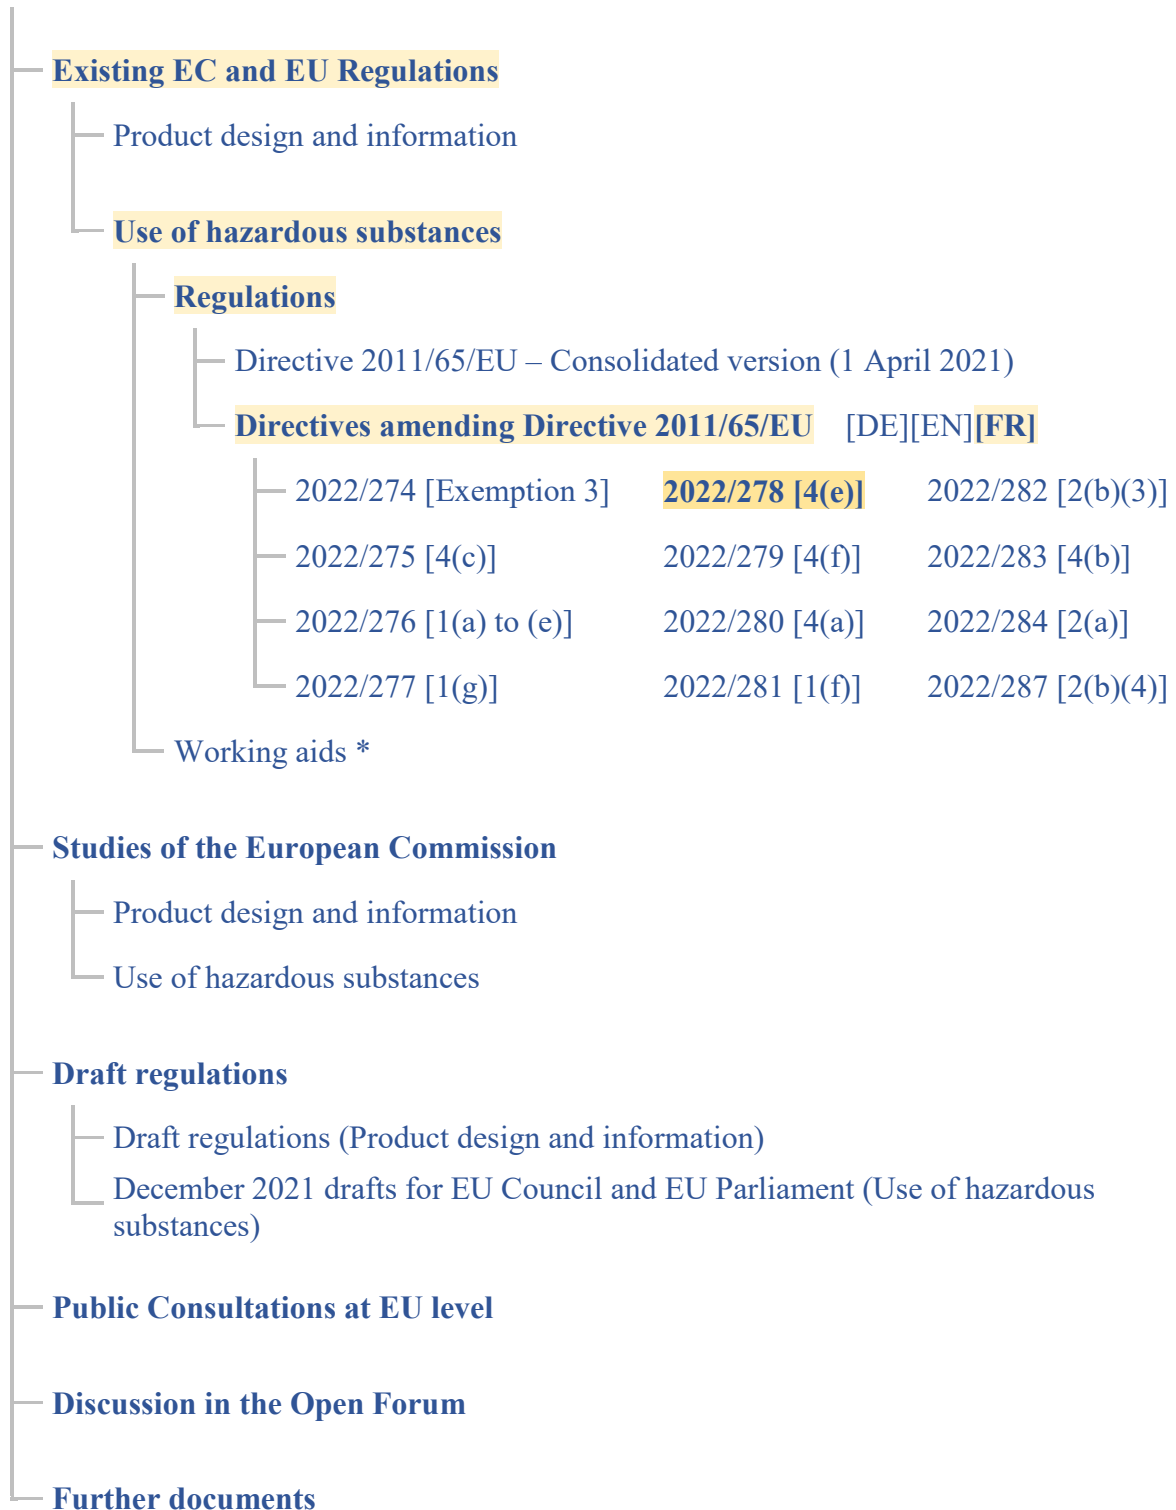 Existing EC and EU Regulations
Product design and information
Use of hazardous substances
Regulations
Directive 2011/65/EU – Consolidated version (1 April 2021)
Directives amending Directive 2011/65/EU [DE][EN][FR]
2022/274 [Exemption 3] 2022/278 [4(e)] 2022/282 [2(b)(3)]
2022/275 [4(c)] 2022/279 [4(f)] 2022/283 [4(b)]
2022/276 [1(a) to (e)] 2022/280 [4(a)] 2022/284 [2(a)]
2022/277 [1(g)] 2022/281 [1(f)] 2022/287 [2(b)(4)]
Working aids *
Studies of the European Commission
Product design and information
Use of hazardous substances
Draft regulations
Draft regulations (Product design and information)
December 2021 drafts for EU Council and EU Parliament (Use of hazardous
substances)
Public Consultations at EU level
Discussion in the Open Forum
Further documents